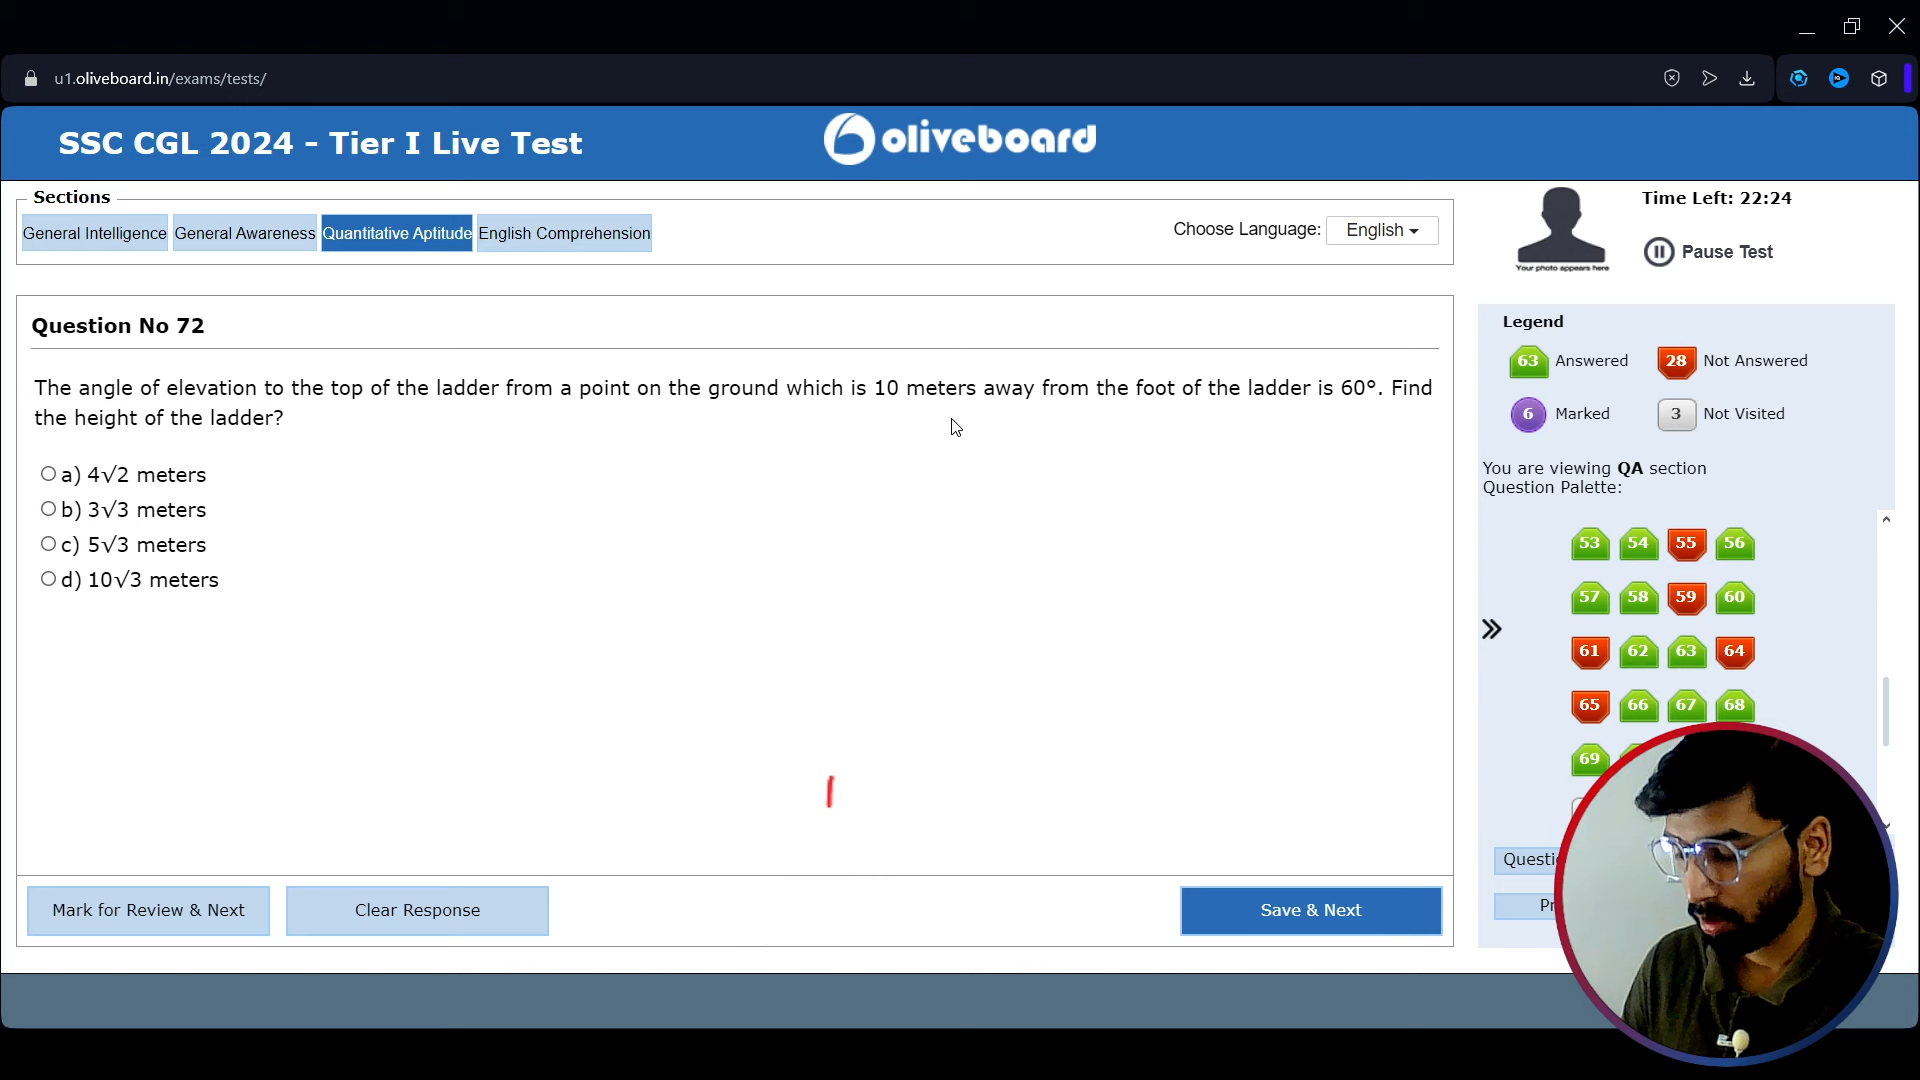 u1.oliveboard.in/exams/tests/
SSC CGL 2024 - Tier I Live Test
oliveboard
Sections
General Intelligence General Awareness Quantitative Aptitude English Comprehension
Choose Language: English
Your photo appears here
Time Left: 22:24
Pause Test
Question No 72
The angle of elevation to the top of the ladder from a point on the ground which is 10 meters away from the foot of the ladder is 60°. Find
the height of the ladder?
a) 4√2 meters
b) 3√3 meters
c) 5√3 meters
d) 10√3 meters
Mark for Review & Next
Clear Response
Save & Next
Legend
63 Answered 28 Not Answered
6 Marked 3 Not Visited
You are viewing QA section
Question Palette:
53 54 55 56
57 58 59 60
61 62 63 64
65 66 67 68
69